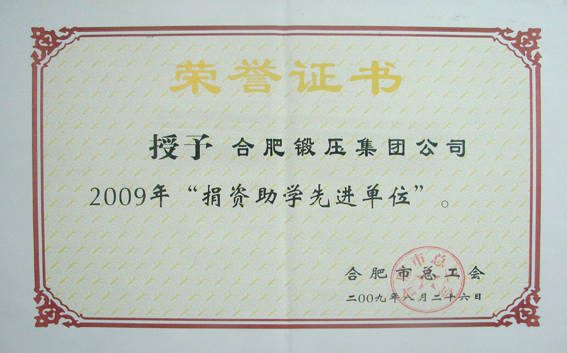 荣誉证书
授予 合肥锻压集团公司
2009年“捐资助学先进单位”。
合肥市总工会
二00九年八月二十六日